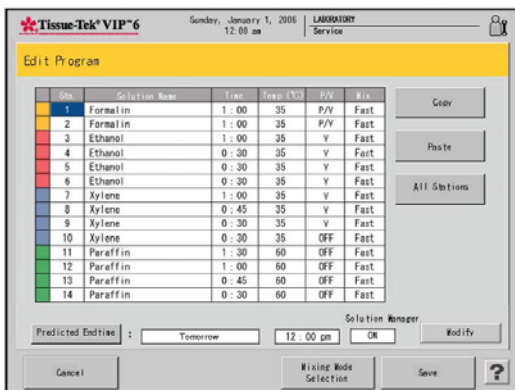 Tissue-Tek® VIP™6
Sunday, January 1, 2006
12:00 am
LABORATORY
Service
Edit Program
Sta. Solution Name Time Temp (°C) P/V Mix
1 Formalin 1 : 00 35 P/V Fast
2 Formalin 1 : 00 35 P/V Fast
3 Ethanol 1 : 00 35 V Fast
4 Ethanol 0 : 30 35 V Fast
5 Ethanol 0 : 30 35 V Fast
6 Ethanol 0 : 30 35 V Fast
7 Xylene 1 : 00 35 V Fast
8 Xylene 0 : 45 35 V Fast
9 Xylene 0 : 30 35 V Fast
10 Xylene 0 : 30 35 OFF Fast
11 Paraffin 1 : 30 60 OFF Fast
12 Paraffin 1 : 00 60 OFF Fast
13 Paraffin 0 : 45 60 OFF Fast
14 Paraffin 0 : 30 60 OFF Fast
Copy
Paste
All Stations
Solution Manager
Predicted Endtime : Tomorrow 12 : 00 pm ON Modify
Cancel
Mixing Mode
Selection
Save
?